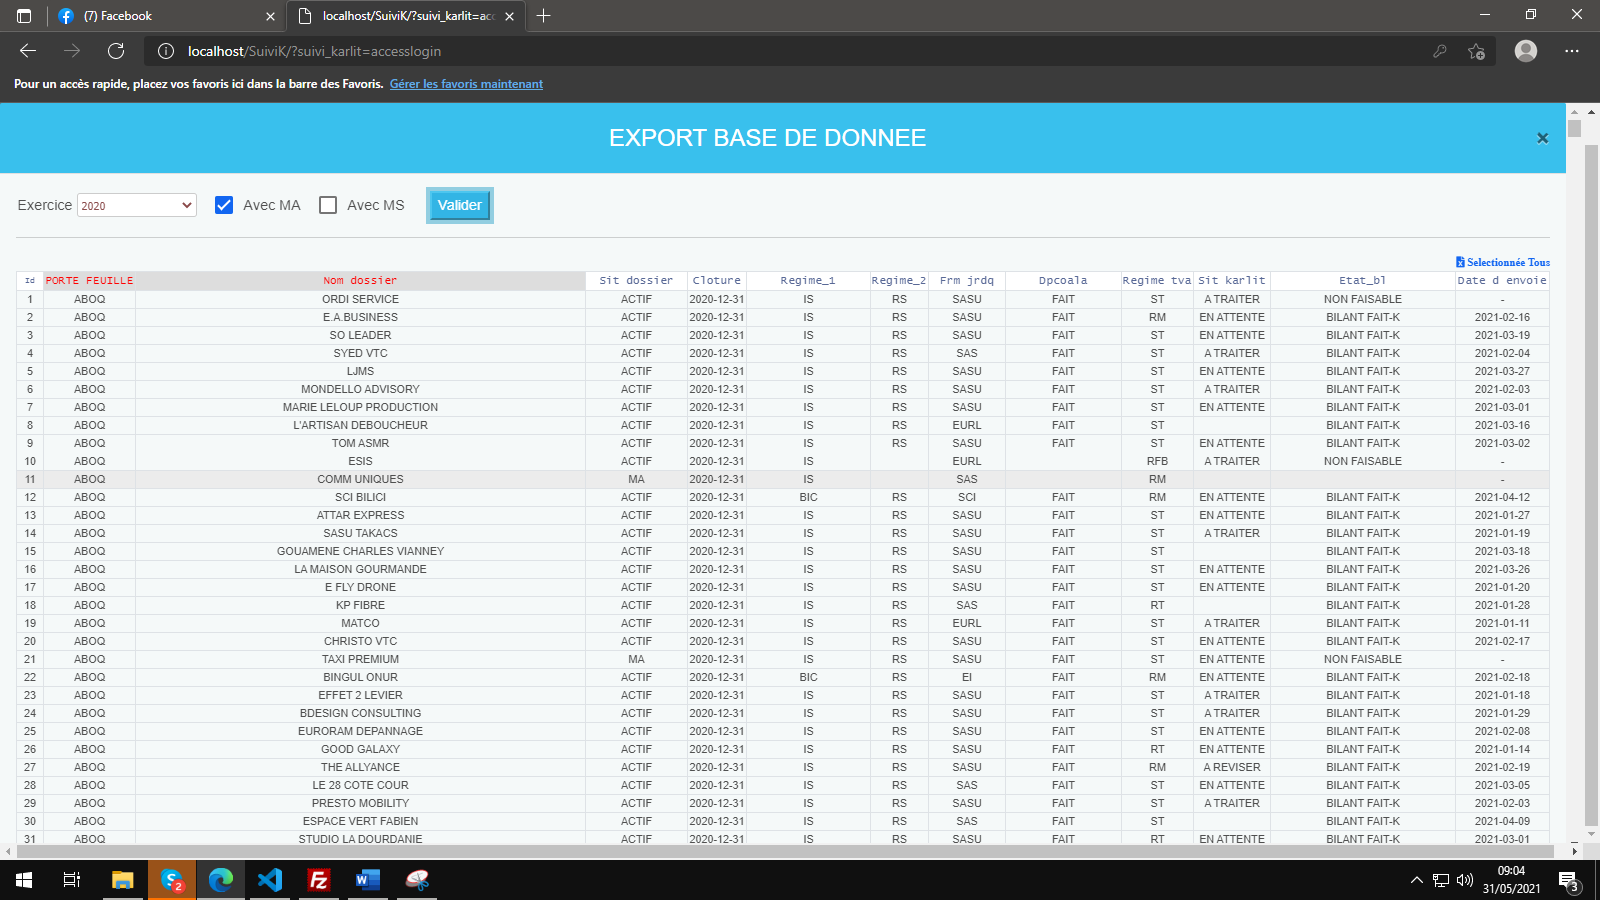 (7) Facebook
localhost/SuiviK/?suivi_karlit=acc
localhost/SuiviK/?suivi_karlit=accesslogin
Pour un accès rapide, placez vos favoris ici dans la barre des Favoris. Gérer les favoris maintenant
EXPORT BASE DE DONNEE
Exercice 2020 Avec MA Avec MS Valider
Selectionnée Tous
Id PORTE FEUILLE Nom dossier Sit dossier Cloture Regime_1 Regime_2 Frm jrdq Dpcoala Regime tva Sit karlit Etat_bl Date d envoie
1 ABOQ ORDI SERVICE ACTIF 2020-12-31 IS RS SASU FAIT ST A TRAITER NON FAISABLE -
2 ABOQ E.A.BUSINESS ACTIF 2020-12-31 IS RS SASU FAIT RM EN ATTENTE BILANT FAIT-K 2021-02-16
3 ABOQ SO LEADER ACTIF 2020-12-31 IS RS SASU FAIT ST EN ATTENTE BILANT FAIT-K 2021-03-19
4 ABOQ SYED VTC ACTIF 2020-12-31 IS RS SAS FAIT ST A TRAITER BILANT FAIT-K 2021-02-04
5 ABOQ LJMS ACTIF 2020-12-31 IS RS SASU FAIT ST EN ATTENTE BILANT FAIT-K 2021-03-27
6 ABOQ MONDELLO ADVISORY ACTIF 2020-12-31 IS RS SASU FAIT ST A TRAITER BILANT FAIT-K 2021-02-03
7 ABOQ MARIE LELOUP PRODUCTION ACTIF 2020-12-31 IS RS SASU FAIT ST EN ATTENTE BILANT FAIT-K 2021-03-01
8 ABOQ L'ARTISAN DEBOUCHEUR ACTIF 2020-12-31 IS RS EURL FAIT ST BILANT FAIT-K 2021-03-16
9 ABOQ TOM ASMR ACTIF 2020-12-31 IS RS SASU FAIT ST EN ATTENTE BILANT FAIT-K 2021-03-02
10 ABOQ ESIS ACTIF 2020-12-31 IS EURL RFB A TRAITER NON FAISABLE -
11 ABOQ COMM UNIQUES MA 2020-12-31 IS SAS RM -
12 ABOQ SCI BILICI ACTIF 2020-12-31 BIC RS SCI FAIT RM EN ATTENTE BILANT FAIT-K 2021-04-12
13 ABOQ ATTAR EXPRESS ACTIF 2020-12-31 IS RS SASU FAIT ST EN ATTENTE BILANT FAIT-K 2021-01-27
14 ABOQ SASU TAKACS ACTIF 2020-12-31 IS RS SASU FAIT ST A TRAITER BILANT FAIT-K 2021-01-19
15 ABOQ GOUAMENE CHARLES VIANNEY ACTIF 2020-12-31 IS RS SASU FAIT ST BILANT FAIT-K 2021-03-18
16 ABOQ LA MAISON GOURMANDE ACTIF 2020-12-31 IS RS SASU FAIT ST EN ATTENTE BILANT FAIT-K 2021-03-26
17 ABOQ E FLY DRONE ACTIF 2020-12-31 IS RS SASU FAIT ST EN ATTENTE BILANT FAIT-K 2021-01-20
18 ABOQ KP FIBRE ACTIF 2020-12-31 IS RS SAS FAIT RT BILANT FAIT-K 2021-01-28
19 ABOQ MATCO ACTIF 2020-12-31 IS RS EURL FAIT ST A TRAITER BILANT FAIT-K 2021-01-11
20 ABOQ CHRISTO VTC ACTIF 2020-12-31 IS RS SASU FAIT ST EN ATTENTE BILANT FAIT-K 2021-02-17
21 ABOQ TAXI PREMIUM MA 2020-12-31 IS RS SASU FAIT ST EN ATTENTE NON FAISABLE -
22 ABOQ BINGUL ONUR ACTIF 2020-12-31 BIC RS EI FAIT RM EN ATTENTE BILANT FAIT-K 2021-02-18
23 ABOQ EFFET 2 LEVIER ACTIF 2020-12-31 IS RS SASU FAIT ST A TRAITER BILANT FAIT-K 2021-01-18
24 ABOQ BDESIGN CONSULTING ACTIF 2020-12-31 IS RS SASU FAIT ST A TRAITER BILANT FAIT-K 2021-01-29
25 ABOQ EURORAM DEPANNAGE ACTIF 2020-12-31 IS RS SASU FAIT ST EN ATTENTE BILANT FAIT-K 2021-02-08
26 ABOQ GOOD GALAXY ACTIF 2020-12-31 IS RS SASU FAIT RT EN ATTENTE BILANT FAIT-K 2021-01-14
27 ABOQ THE ALLYANCE ACTIF 2020-12-31 IS RS SASU FAIT RM A REVISER BILANT FAIT-K 2021-02-19
28 ABOQ LE 28 COTE COUR ACTIF 2020-12-31 IS RS SAS FAIT ST EN ATTENTE BILANT FAIT-K 2021-03-05
29 ABOQ PRESTO MOBILITY ACTIF 2020-12-31 IS RS SASU FAIT ST A TRAITER BILANT FAIT-K 2021-02-03
30 ABOQ ESPACE VERT FABIEN ACTIF 2020-12-31 IS RS SAS FAIT ST BILANT FAIT-K 2021-04-09
31 ABOQ STUDIO LA DOURDANIE ACTIF 2020-12-31 IS RS SASU FAIT RT EN ATTENTE BILANT FAIT-K 2021-03-01
09:04
31/05/2021
2
3